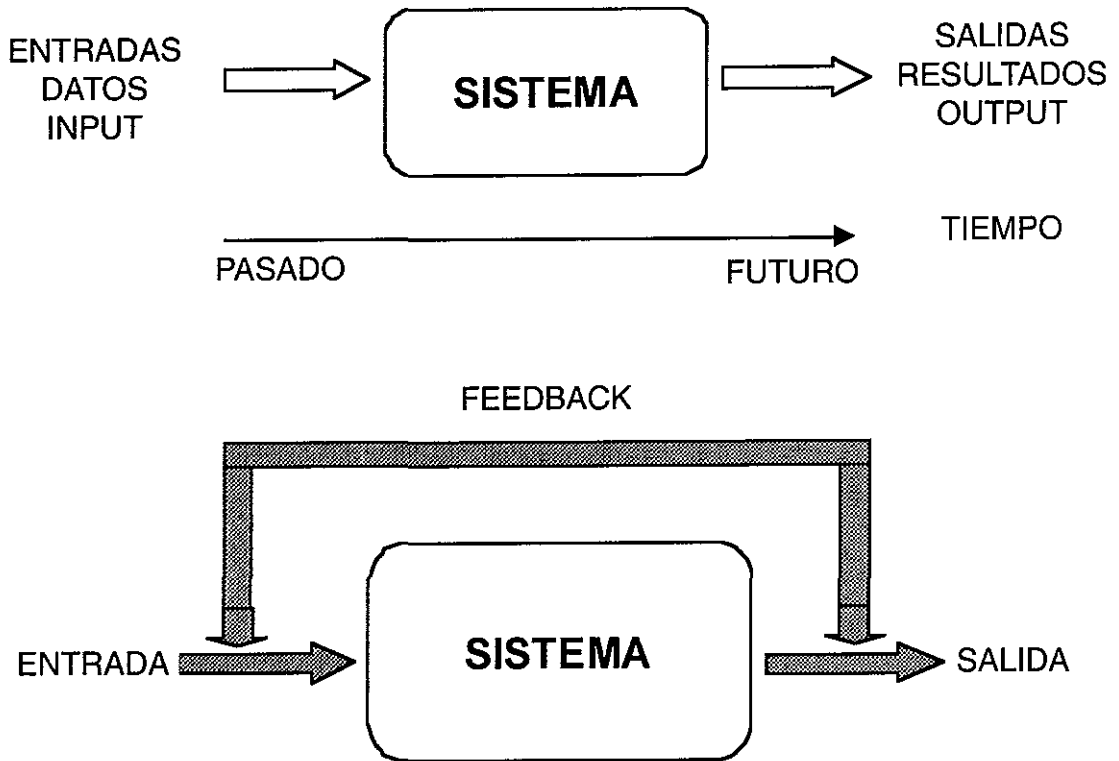 ENTRADAS
DATOS
INPUT
SISTEMA
SALIDAS
RESULTADOS
OUTPUT
TIEMPO
PASADO
FUTURO
FEEDBACK
ENTRADA
SISTEMA
SALIDA